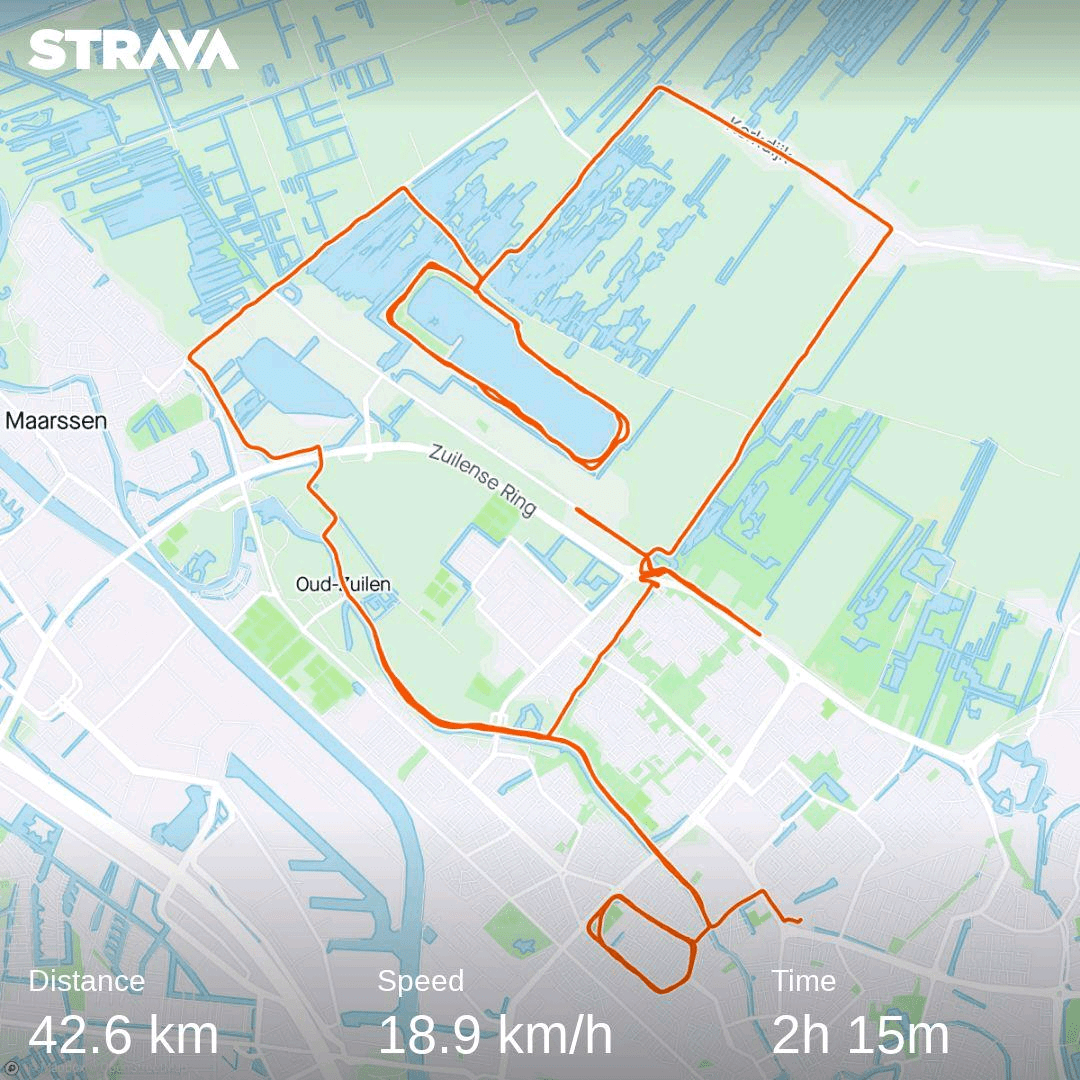 STRAVA
Kerkdijk
Maarssen
Zuilense Ring
Oud-Zuilen
Distance
42.6 km
Speed
18.9 km/h
Time
2h 15m
© Mapbox © OpenStreetMap